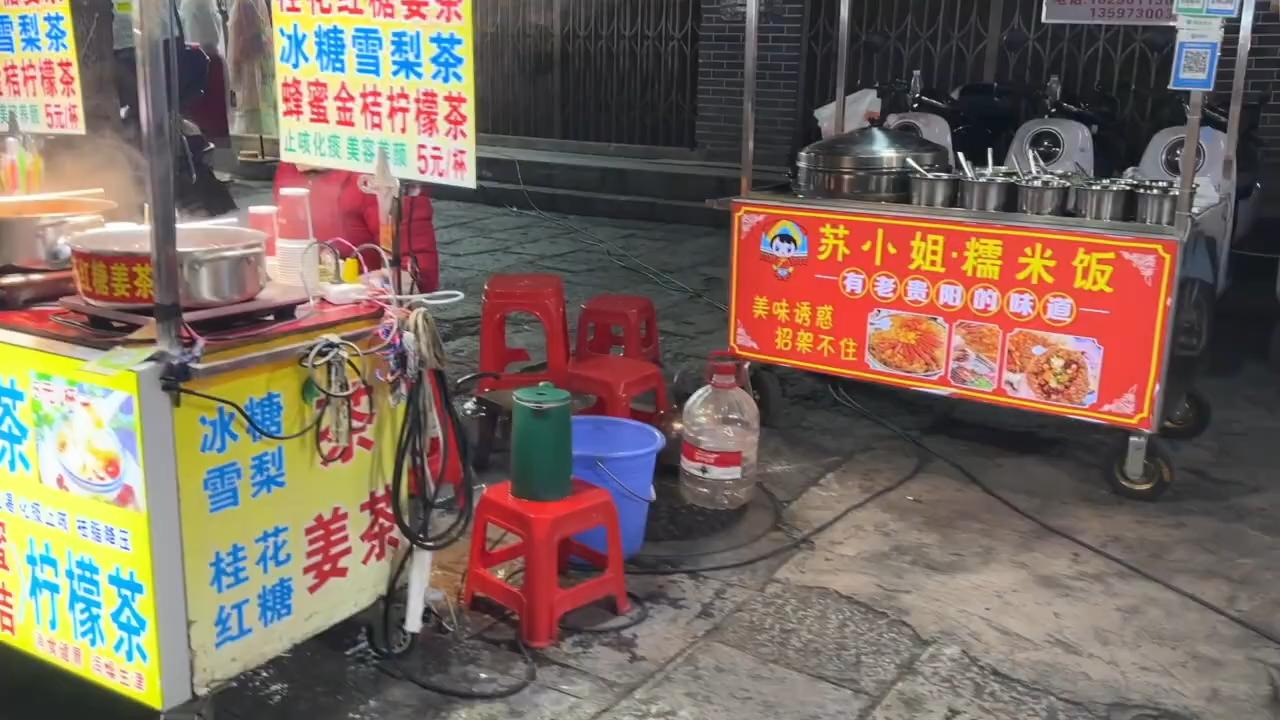 雪梨茶
金桔柠檬茶
5元/杯
桂花红糖姜茶
冰糖雪梨茶
蜂蜜金桔柠檬茶
止咳化痰 美容养颜 5元/杯
红糖姜茶
茶
柠檬茶
冰糖
雪梨
茶
桂花
红糖
姜茶
苏小姐·糯米饭
有老贵阳的味道
美味诱惑
招架不住